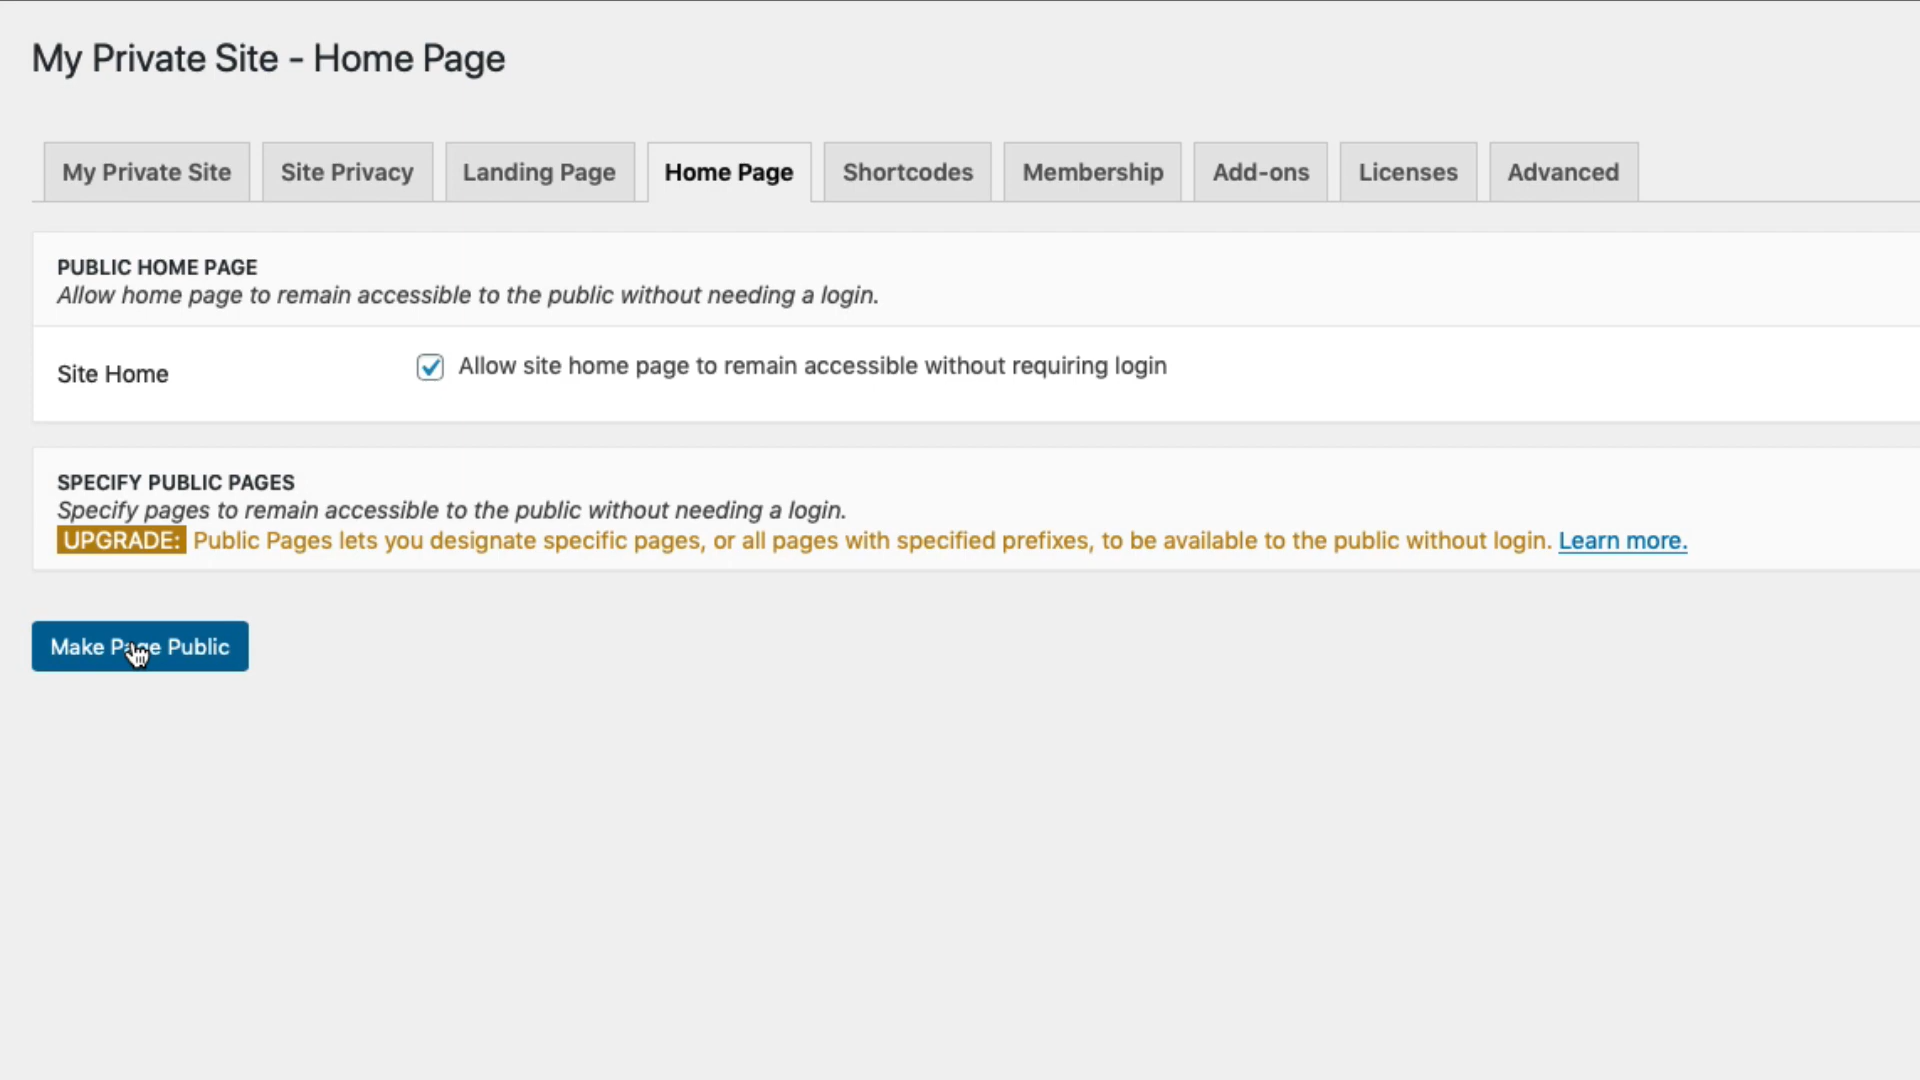 My Private Site - Home Page
My Private Site
Site Privacy
Landing Page
Home Page
Shortcodes
Membership
Add-ons
Licenses
Advanced
PUBLIC HOME PAGE
Allow home page to remain accessible to the public without needing a login.
Site Home
Allow site home page to remain accessible without requiring login
SPECIFY PUBLIC PAGES
Specify pages to remain accessible to the public without needing a login.
UPGRADE: Public Pages lets you designate specific pages, or all pages with specified prefixes, to be available to the public without login. Learn more.
Make Page Public